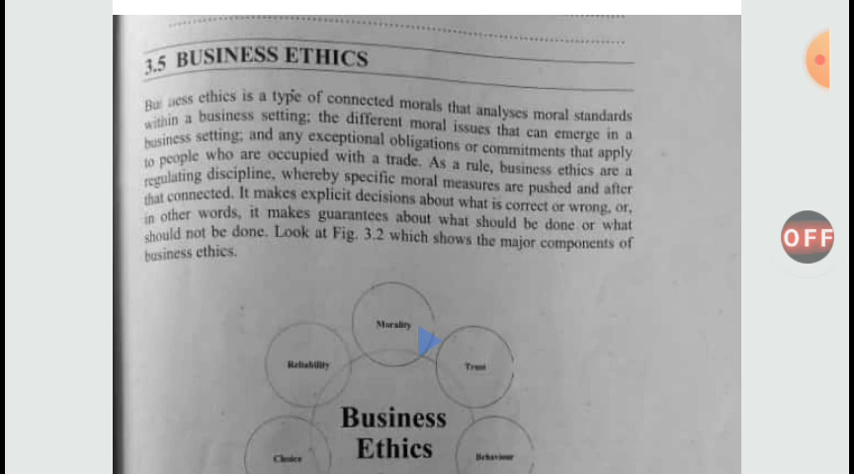 3.5 BUSINESS ETHICS
ethics is a type of connected morals that analyses moral standards
within a business setting; the different moral issues that can emerge in a
business setting; and any exceptional obligations or commitments that apply
to people who are occupied with a trade. As a rule, business ethics are a
regulating discipline, whereby specific moral measures are pushed and after
that connected. It makes explicit decisions about what is correct or wrong, or,
in other words, it makes guarantees about what should be done or what
should not be done. Look at Fig. 3.2 which shows the major components of
business ethics.
OFF
Morality
Reliability
Trust
Business
Ethics
Choice
Behaviour